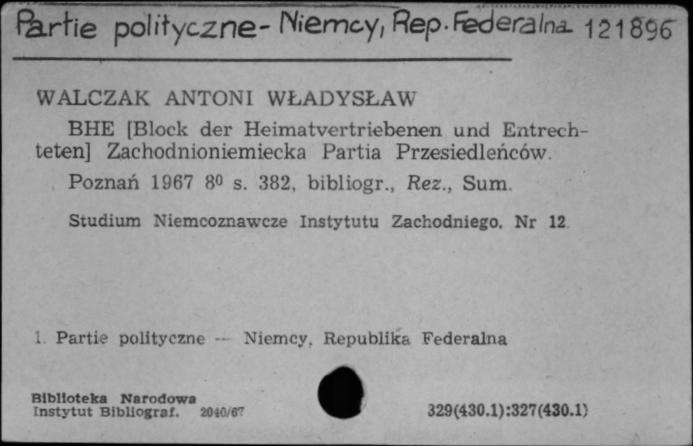 Partie polityczne - Niemcy, Rep. Federalna 121896
WALCZAK ANTONI WŁADYSŁAW
BHE [Block der Heimatvertriebenen und Entrech-
teten] Zachodnioniemiecka Partia Przesiedleńców.
Poznań 1967 8⁰ s. 382, bibliogr., Rez., Sum.
Studium Niemcoznawcze Instytutu Zachodniego. Nr 12.
1. Partie polityczne — Niemcy, Republika Federalna
Biblioteka Narodowa
Instytut Bibliograf. 2040/67 329(430.1):327(430.1)